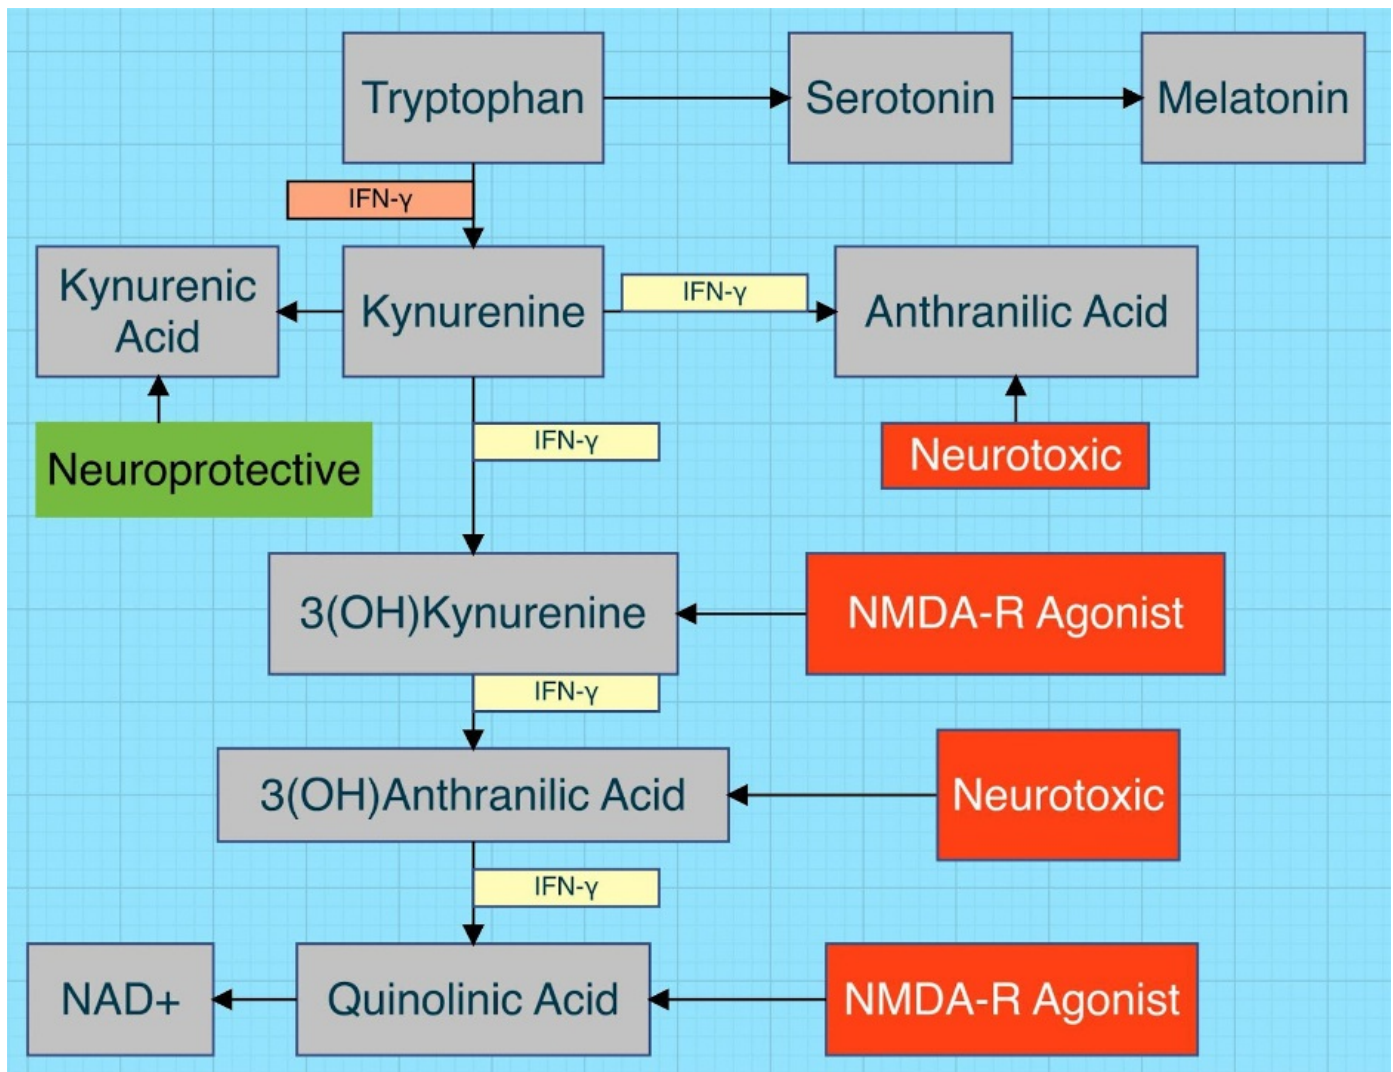 Tryptophan
Serotonin
Melatonin
IFN-γ
Kynurenic
Acid
Kynurenine
IFN-γ
Anthranilic Acid
Neuroprotective
IFN-γ
Neurotoxic
3(OH)Kynurenine
NMDA-R Agonist
IFN-γ
3(OH)Anthranilic Acid
Neurotoxic
IFN-γ
NAD+
Quinolinic Acid
NMDA-R Agonist